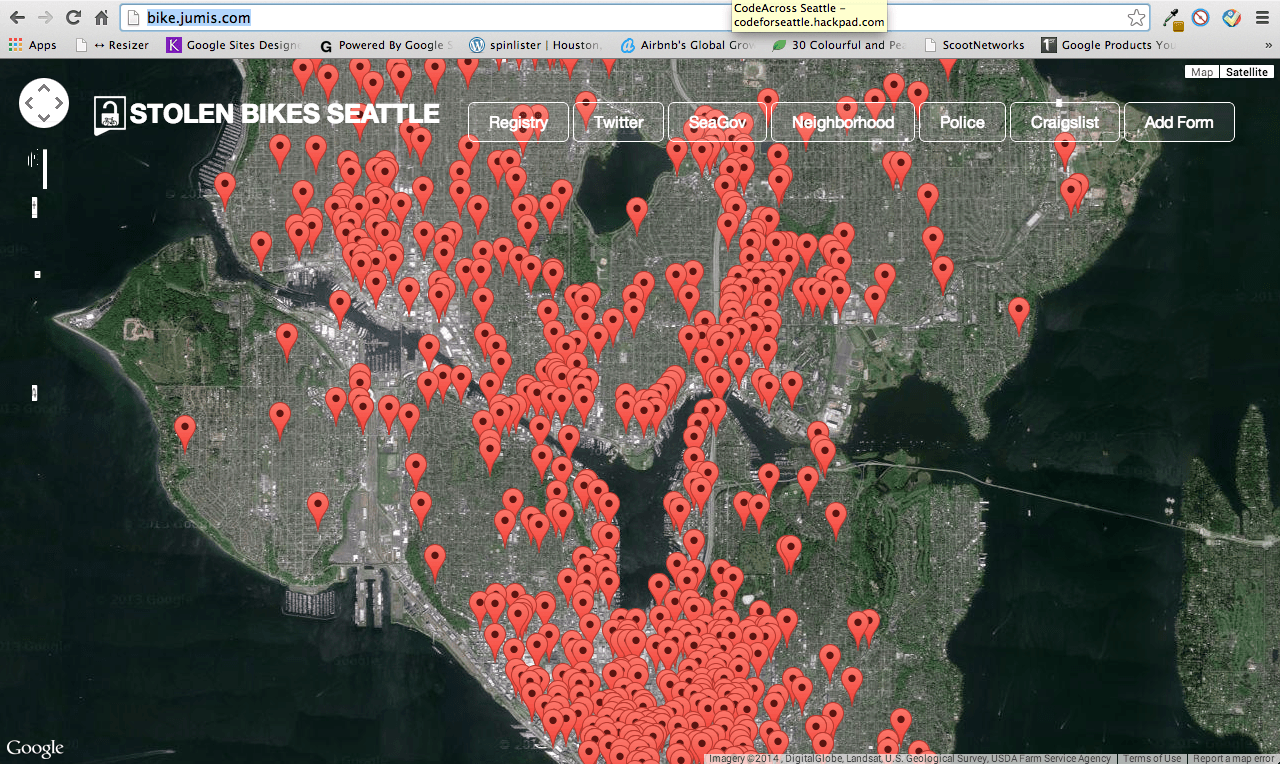 bike.jumis.com
CodeAcross Seattle –
codeforseattle.hackpad.com
Apps
↔ Resizer
Google Sites Design
Powered By Google S
spinlister | Houston,
Airbnb's Global Grow
30 Colourful and Pea
ScootNetworks
Google Products You
»
Map
Satellite
STOLEN BIKES SEATTLE
Registry
Twitter
SeaGov
Neighborhood
Police
Craigslist
Add Form
© 2013 Google
Google
Imagery ©2014 , DigitalGlobe, Landsat, U.S. Geological Survey, USDA Farm Service Agency
Terms of Use
Report a map error